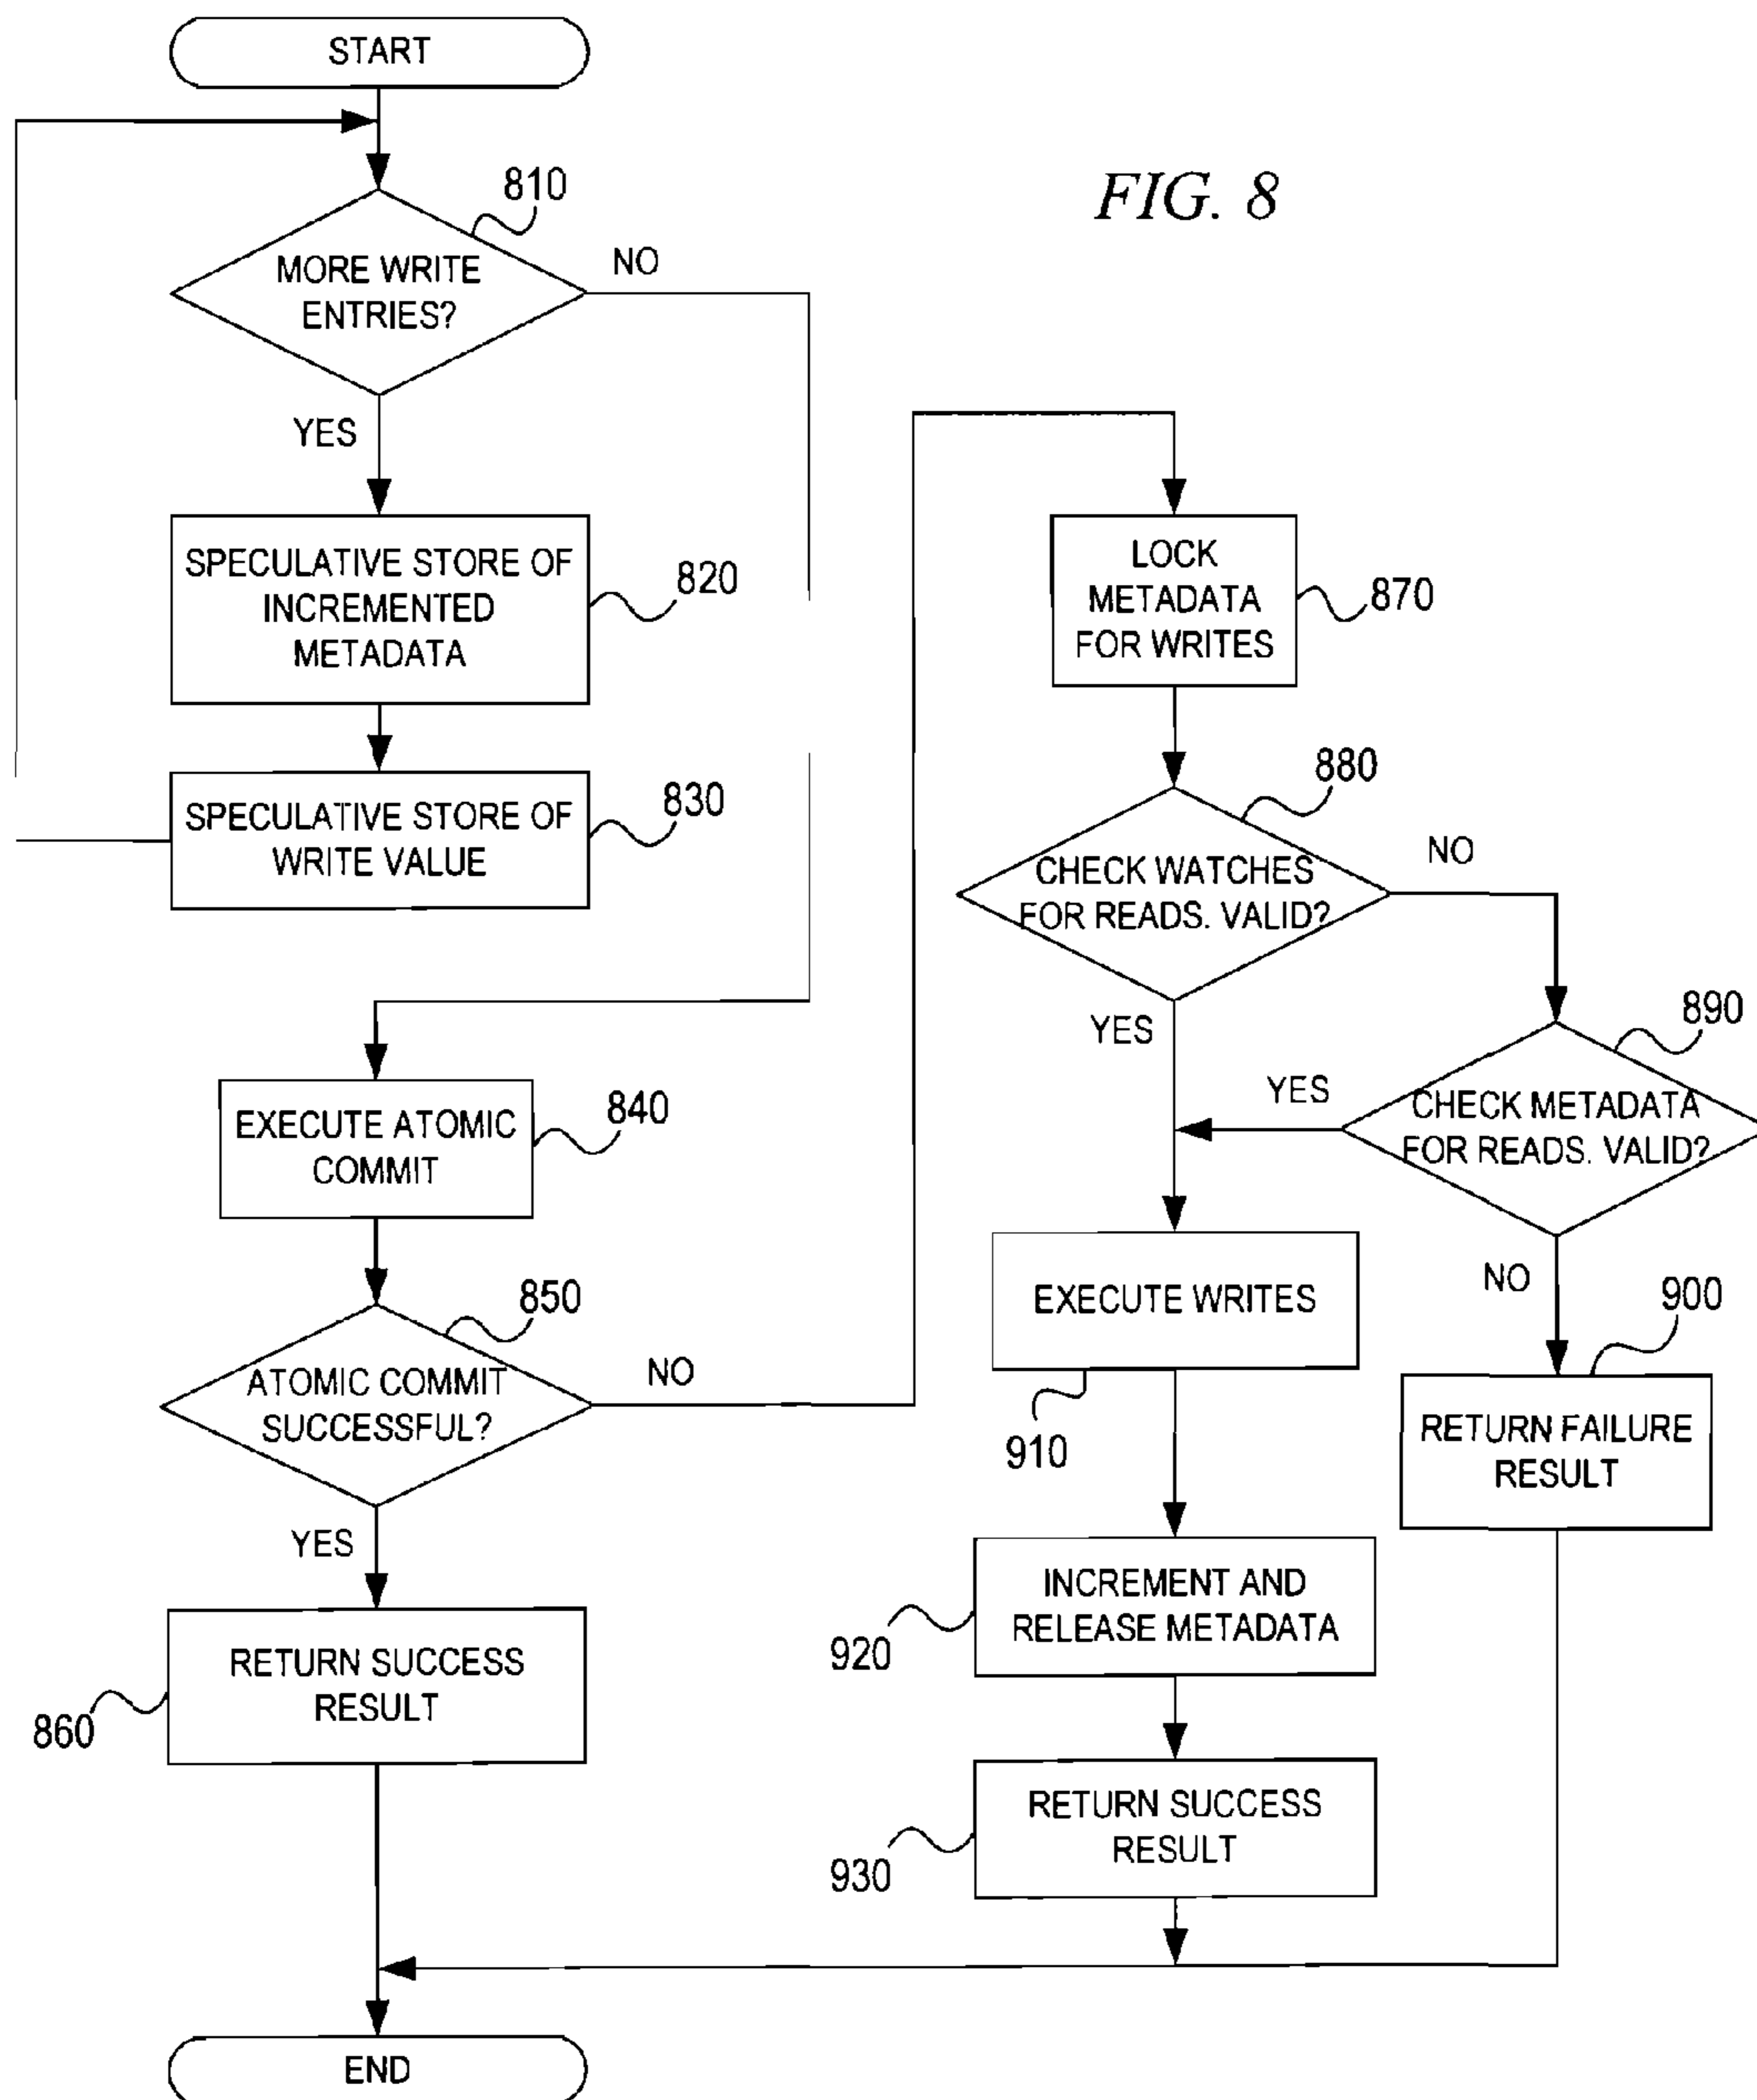 START
FIG. 8
810
MORE WRITE
ENTRIES?
NO
YES
SPECULATIVE STORE OF
INCREMENTED
METADATA
820
SPECULATIVE STORE OF
WRITE VALUE
830
EXECUTE ATOMIC
COMMIT
840
850
ATOMIC COMMIT
SUCCESSFUL?
NO
YES
RETURN SUCCESS
RESULT
860
LOCK
METADATA
FOR WRITES
870
880
CHECK WATCHES
FOR READS. VALID?
NO
YES
890
CHECK METADATA
FOR READS. VALID?
YES
NO
900
RETURN FAILURE
RESULT
EXECUTE WRITES
910
INCREMENT AND
RELEASE METADATA
920
RETURN SUCCESS
RESULT
930
END